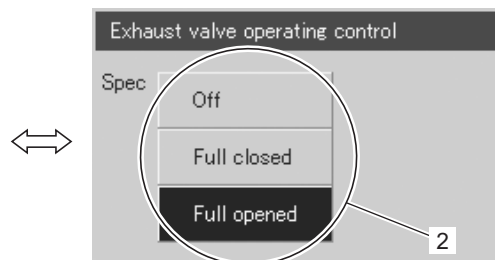 Exhaust valve operating control
Spec
Off
Full closed
Full opened
2